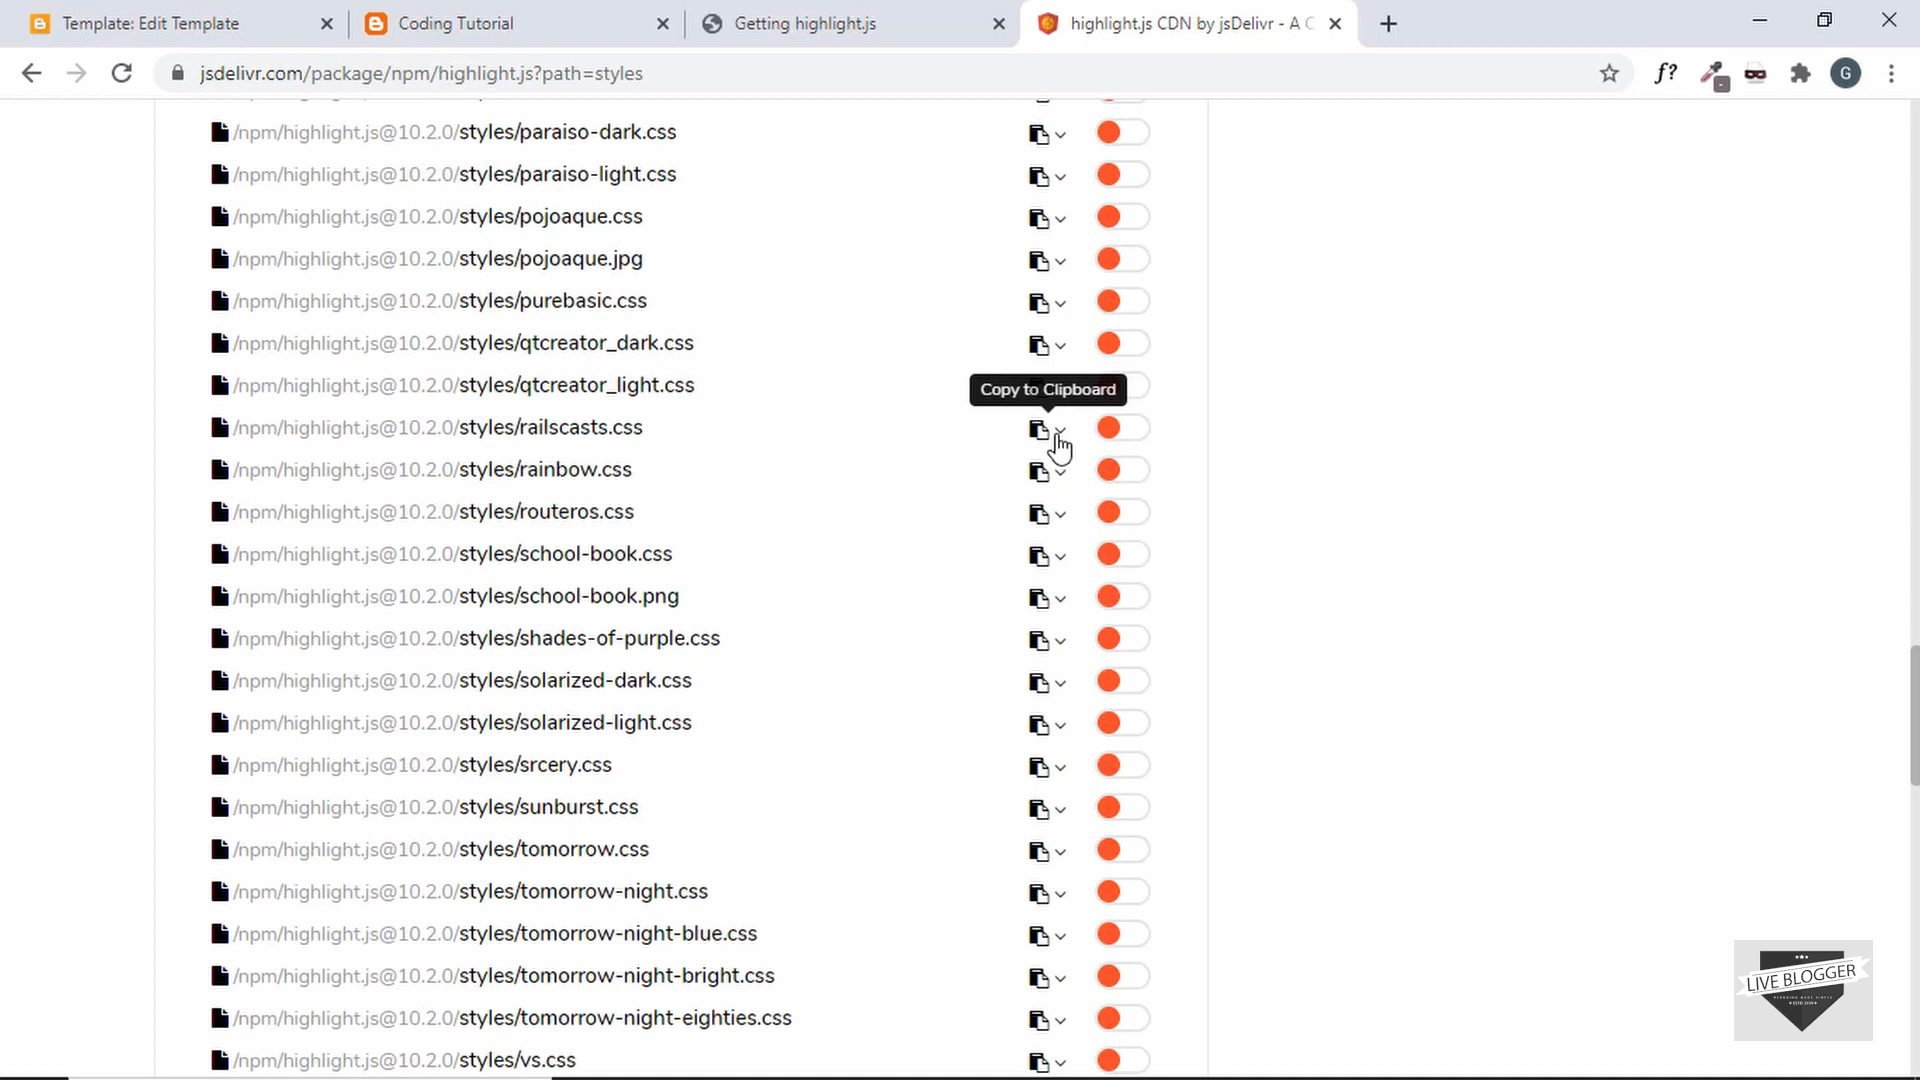 Template: Edit Template
Coding Tutorial
Getting highlight.js
highlight.js CDN by jsDelivr - A C
jsdelivr.com/package/npm/highlight.js?path=styles
f?
G
/npm/highlight.js@10.2.0/styles/paraiso-dark.css
/npm/highlight.js@10.2.0/styles/paraiso-light.css
/npm/highlight.js@10.2.0/styles/pojoaque.css
/npm/highlight.js@10.2.0/styles/pojoaque.jpg
/npm/highlight.js@10.2.0/styles/purebasic.css
/npm/highlight.js@10.2.0/styles/qtcreator_dark.css
/npm/highlight.js@10.2.0/styles/qtcreator_light.css
Copy to Clipboard
/npm/highlight.js@10.2.0/styles/railscasts.css
/npm/highlight.js@10.2.0/styles/rainbow.css
/npm/highlight.js@10.2.0/styles/routeros.css
/npm/highlight.js@10.2.0/styles/school-book.css
/npm/highlight.js@10.2.0/styles/school-book.png
/npm/highlight.js@10.2.0/styles/shades-of-purple.css
/npm/highlight.js@10.2.0/styles/solarized-dark.css
/npm/highlight.js@10.2.0/styles/solarized-light.css
/npm/highlight.js@10.2.0/styles/srcery.css
/npm/highlight.js@10.2.0/styles/sunburst.css
/npm/highlight.js@10.2.0/styles/tomorrow.css
/npm/highlight.js@10.2.0/styles/tomorrow-night.css
/npm/highlight.js@10.2.0/styles/tomorrow-night-blue.css
/npm/highlight.js@10.2.0/styles/tomorrow-night-bright.css
/npm/highlight.js@10.2.0/styles/tomorrow-night-eighties.css
/npm/highlight.js@10.2.0/styles/vs.css
LIVE BLOGGER